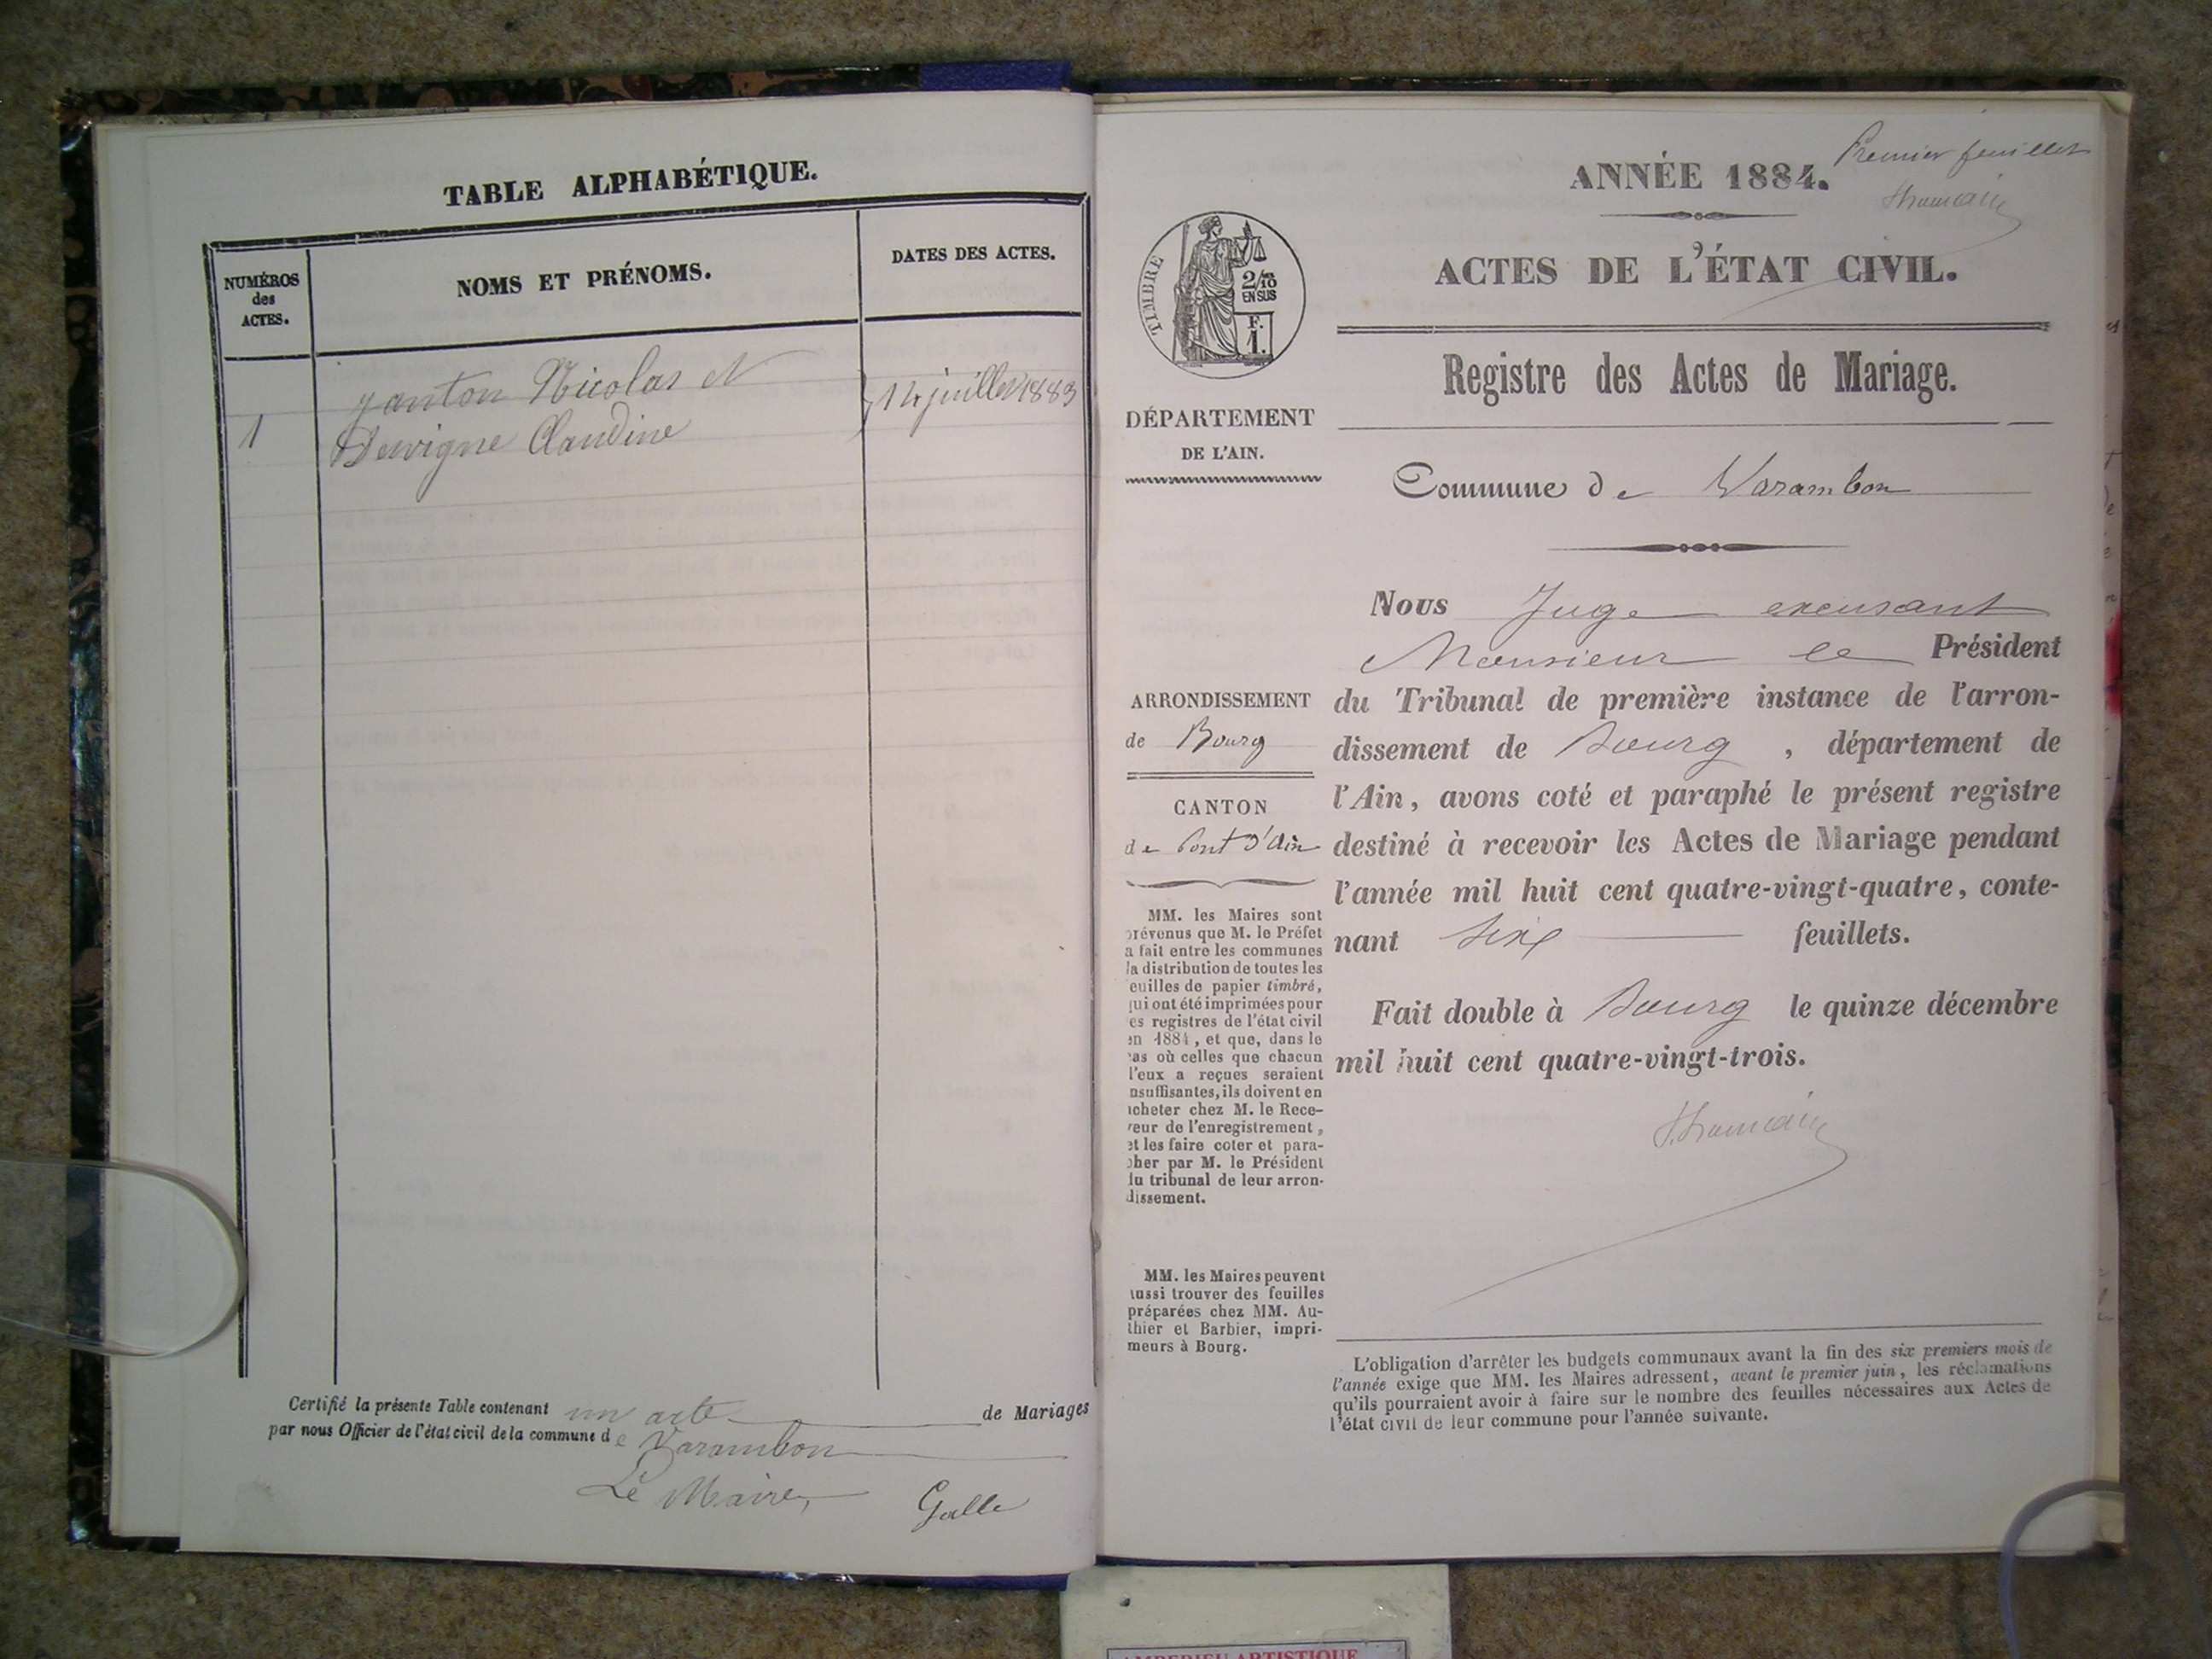 TABLE ALPHABÉTIQUE.
NUMÉROS
des
ACTES.
NOMS ET PRÉNOMS.
DATES DES ACTES.
Janton Nicolas et
1
Devigne Claudine
14 juillet 1883
Certifié la présente Table contenant un acte de Mariages
par nous Officier de l'état civil de la commune de Varambon
Le Maire,
Galle
Premier feuillet
ANNÉE 1884.
ACTES DE L'ÉTAT CIVIL.
TIMBRE
2/10
EN SUS
F.
1.
Registre des Actes de Mariage.
DÉPARTEMENT
DE L'AIN.
Commune de Varambon
Nous Juge excusant
Monsieur le Président
du Tribunal de première instance de l'arron-
dissement de Bourg , département de
l'Ain, avons coté et paraphé le présent registre
destiné à recevoir les Actes de Mariage pendant
l'année mil huit cent quatre-vingt-quatre, conte-
nant six feuillets.
Fait double à Bourg le quinze décembre
mil huit cent quatre-vingt-trois.
ARRONDISSEMENT
de Bourg
CANTON
de Pont d'Ain
MM. les Maires sont
prévenus que M. le Préfet
a fait entre les communes
la distribution de toutes les
euilles de papier timbré,
qui ont été imprimées pour
es registres de l'état civil
en 1884, et que, dans le
cas où celles que chacun
l'eux a reçues seraient
nsuffisantes, ils doivent en
acheter chez M. le Rece-
veur de l'enregistrement,
et les faire coter et para-
pher par M. le Président
du tribunal de leur arron-
dissement.
MM. les Maires peuvent
aussi trouver des feuilles
préparées chez MM. Au-
thier et Barbier, impri-
meurs à Bourg.
L'obligation d'arrêter les budgets communaux avant la fin des six premiers mois de
l'année exige que MM. les Maires adressent, avant le premier juin, les réclamations
qu'ils pourraient avoir à faire sur le nombre des feuilles nécessaires aux Actes de
l'état civil de leur commune pour l'année suivante.
AMBERIEU ARTISTIQUE